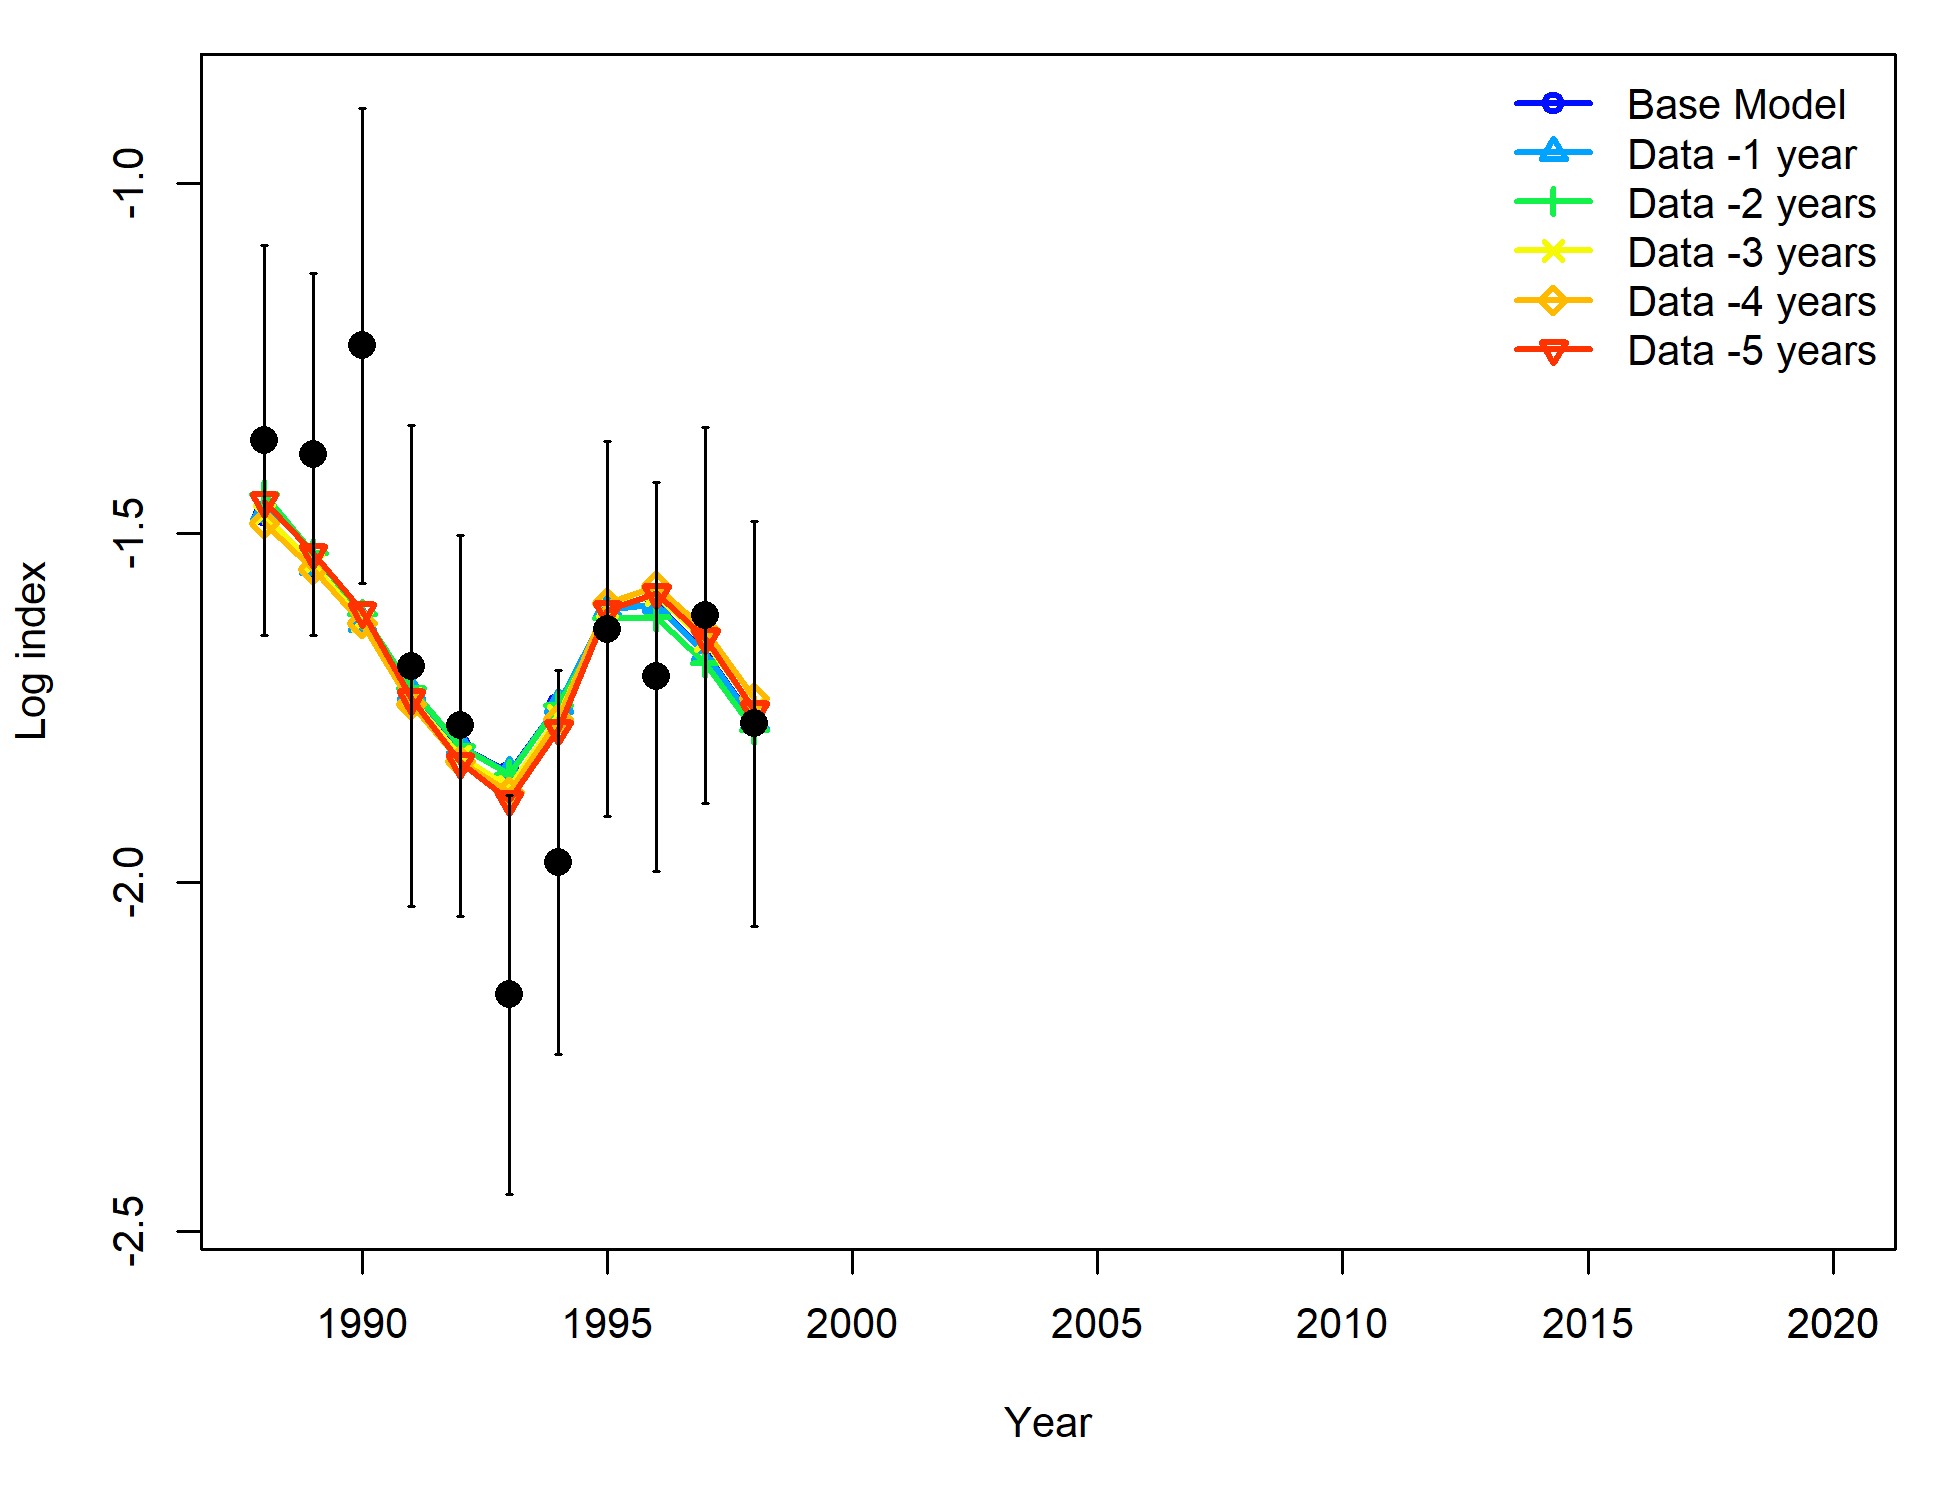 Base Model
Data -1 year
Data -2 years
Data -3 years
Data -4 years
Data -5 years
Log index
-1.0
-1.5
-2.0
-2.5
1990 1995 2000 2005 2010 2015 2020
Year